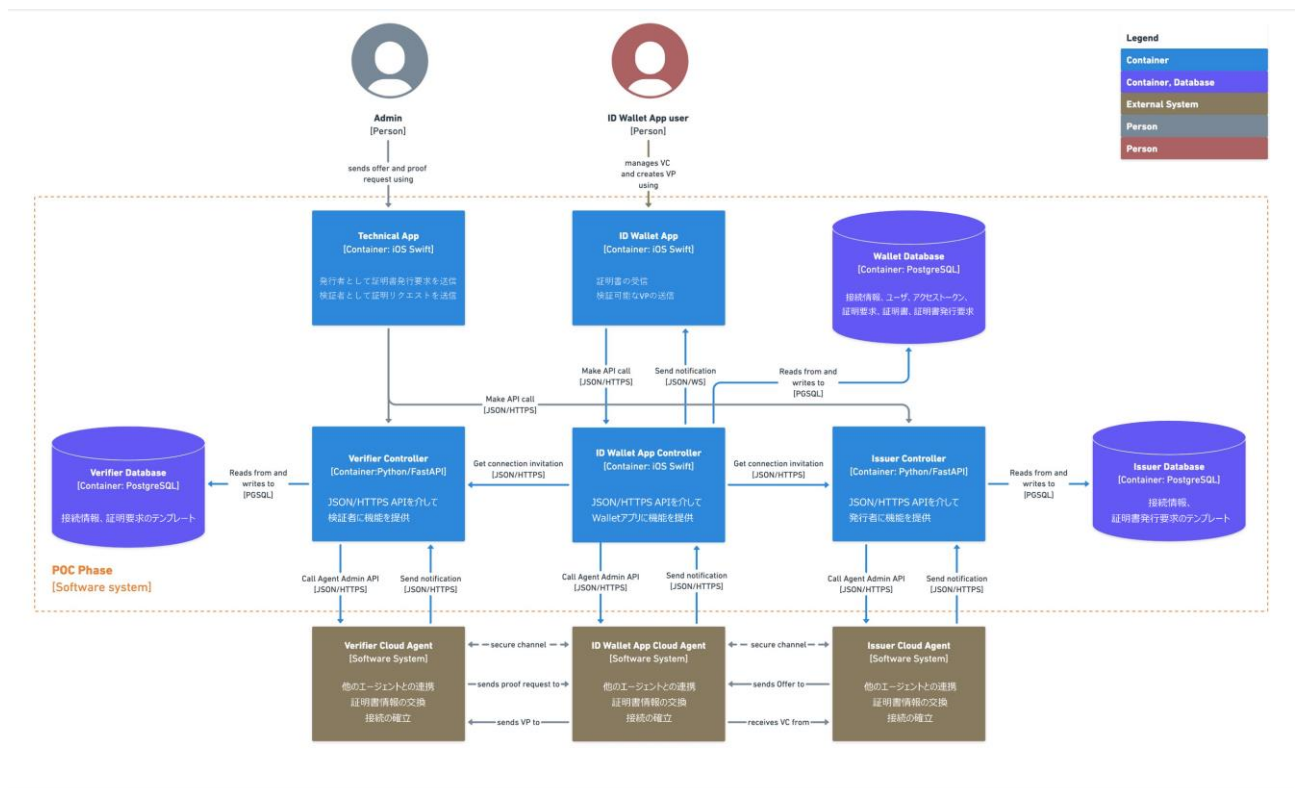 Legend
Container
Container, Database
External System
Person
Person
Admin
[Person]
ID Wallet App user
[Person]
sends offer and proof
request using
manages VC
and creates VP
using
Technical App
[Container: iOS Swift]
発行者として証明書発行要求を送信
検証者として証明リクエストを送信
ID Wallet App
[Container: iOS Swift]
証明書の受信
検証可能なVPの送信
Wallet Database
[Container: PostgreSQL]
接続情報、ユーザ、アクセストークン、
証明要求、証明書、証明書発行要求
Make API call
[JSON/HTTPS]
Send notification
[JSON/WS]
Reads from and
writes to
[PGSQL]
Make API call
[JSON/HTTPS]
Verifier Database
[Container: PostgreSQL]
接続情報、証明要求のテンプレート
Reads from and
writes to
[PGSQL]
Verifier Controller
[Container:Python/FastAPI]
JSON/HTTPS APIを介して
検証者に機能を提供
Get connection invitation
[JSON/HTTPS]
ID Wallet App Controller
[Container: iOS Swift]
JSON/HTTPS APIを介して
Walletアプリに機能を提供
Get connection invitation
[JSON/HTTPS]
Issuer Controller
[Container: Python/FastAPI]
JSON/HTTPS APIを介して
発行者に機能を提供
Reads from and
writes to
[PGSQL]
Issuer Database
[Container: PostgreSQL]
接続情報、
証明書発行要求のテンプレート
POC Phase
[Software system]
Call Agent Admin API
[JSON/HTTPS]
Send notification
[JSON/HTTPS]
Call Agent Admin API
[JSON/HTTPS]
Send notification
[JSON/HTTPS]
Call Agent Admin API
[JSON/HTTPS]
Send notification
[JSON/HTTPS]
Verifier Cloud Agent
[Software System]
他のエージェントとの連携
証明書情報の交換
接続の確立
secure channel
sends proof request to
sends VP to
ID Wallet App Cloud Agent
[Software System]
他のエージェントとの連携
証明書情報の交換
接続の確立
secure channel
sends Offer to
receives VC from
Issuer Cloud Agent
[Software System]
他のエージェントとの連携
証明書情報の交換
接続の確立